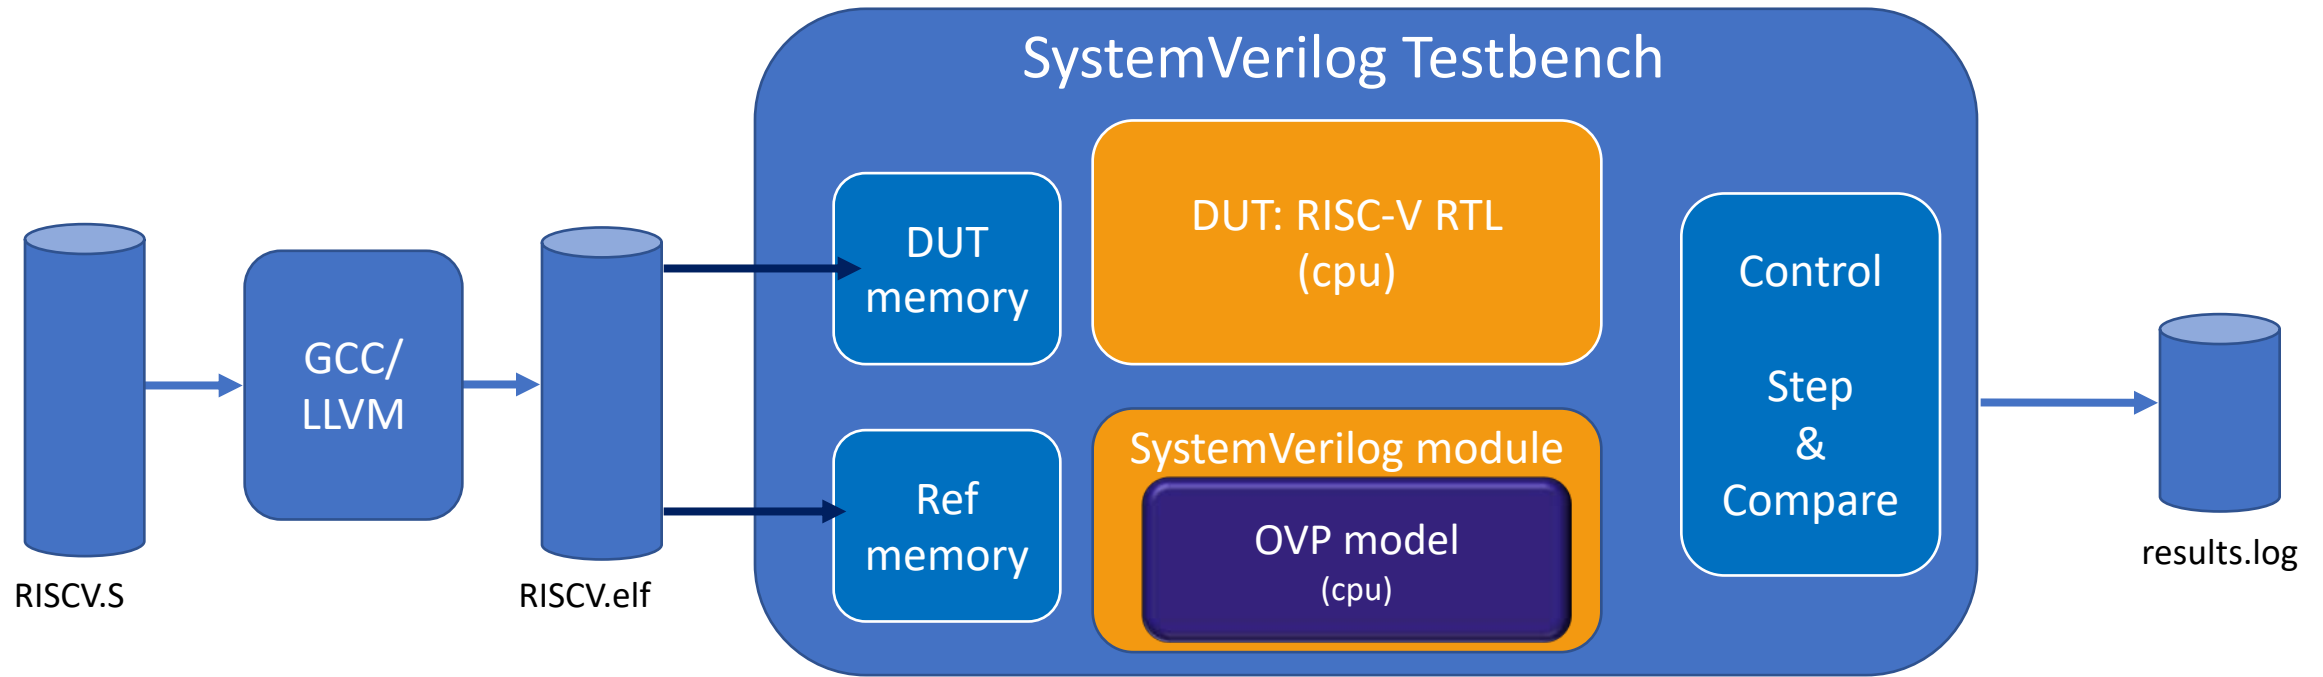 SystemVerilog Testbench
RISCV.S
GCC/
LLVM
RISCV.elf
DUT
memory
Ref
memory
DUT: RISC-V RTL
(cpu)
SystemVerilog module
OVP model
(cpu)
Control
Step
&
Compare
results.log